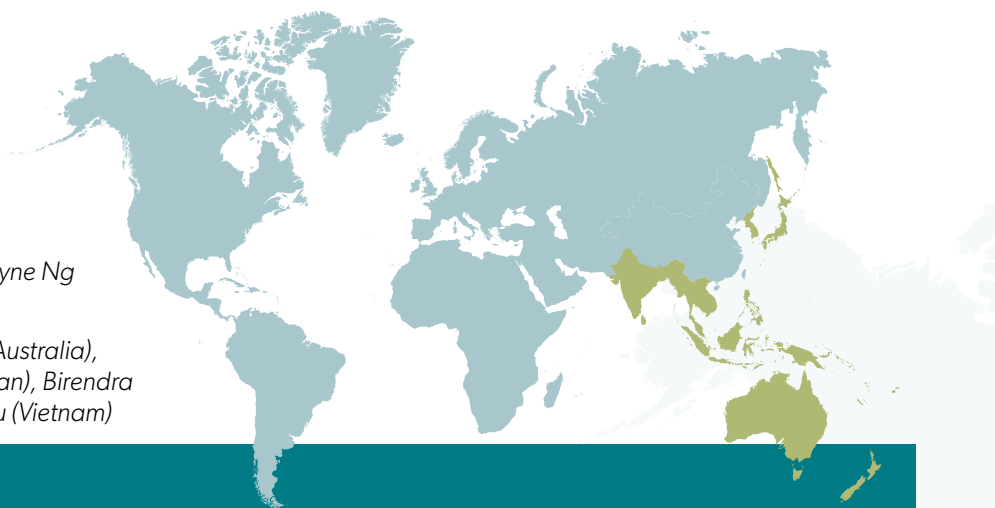 yne Ng
Australia),
an), Birendra
u (Vietnam)